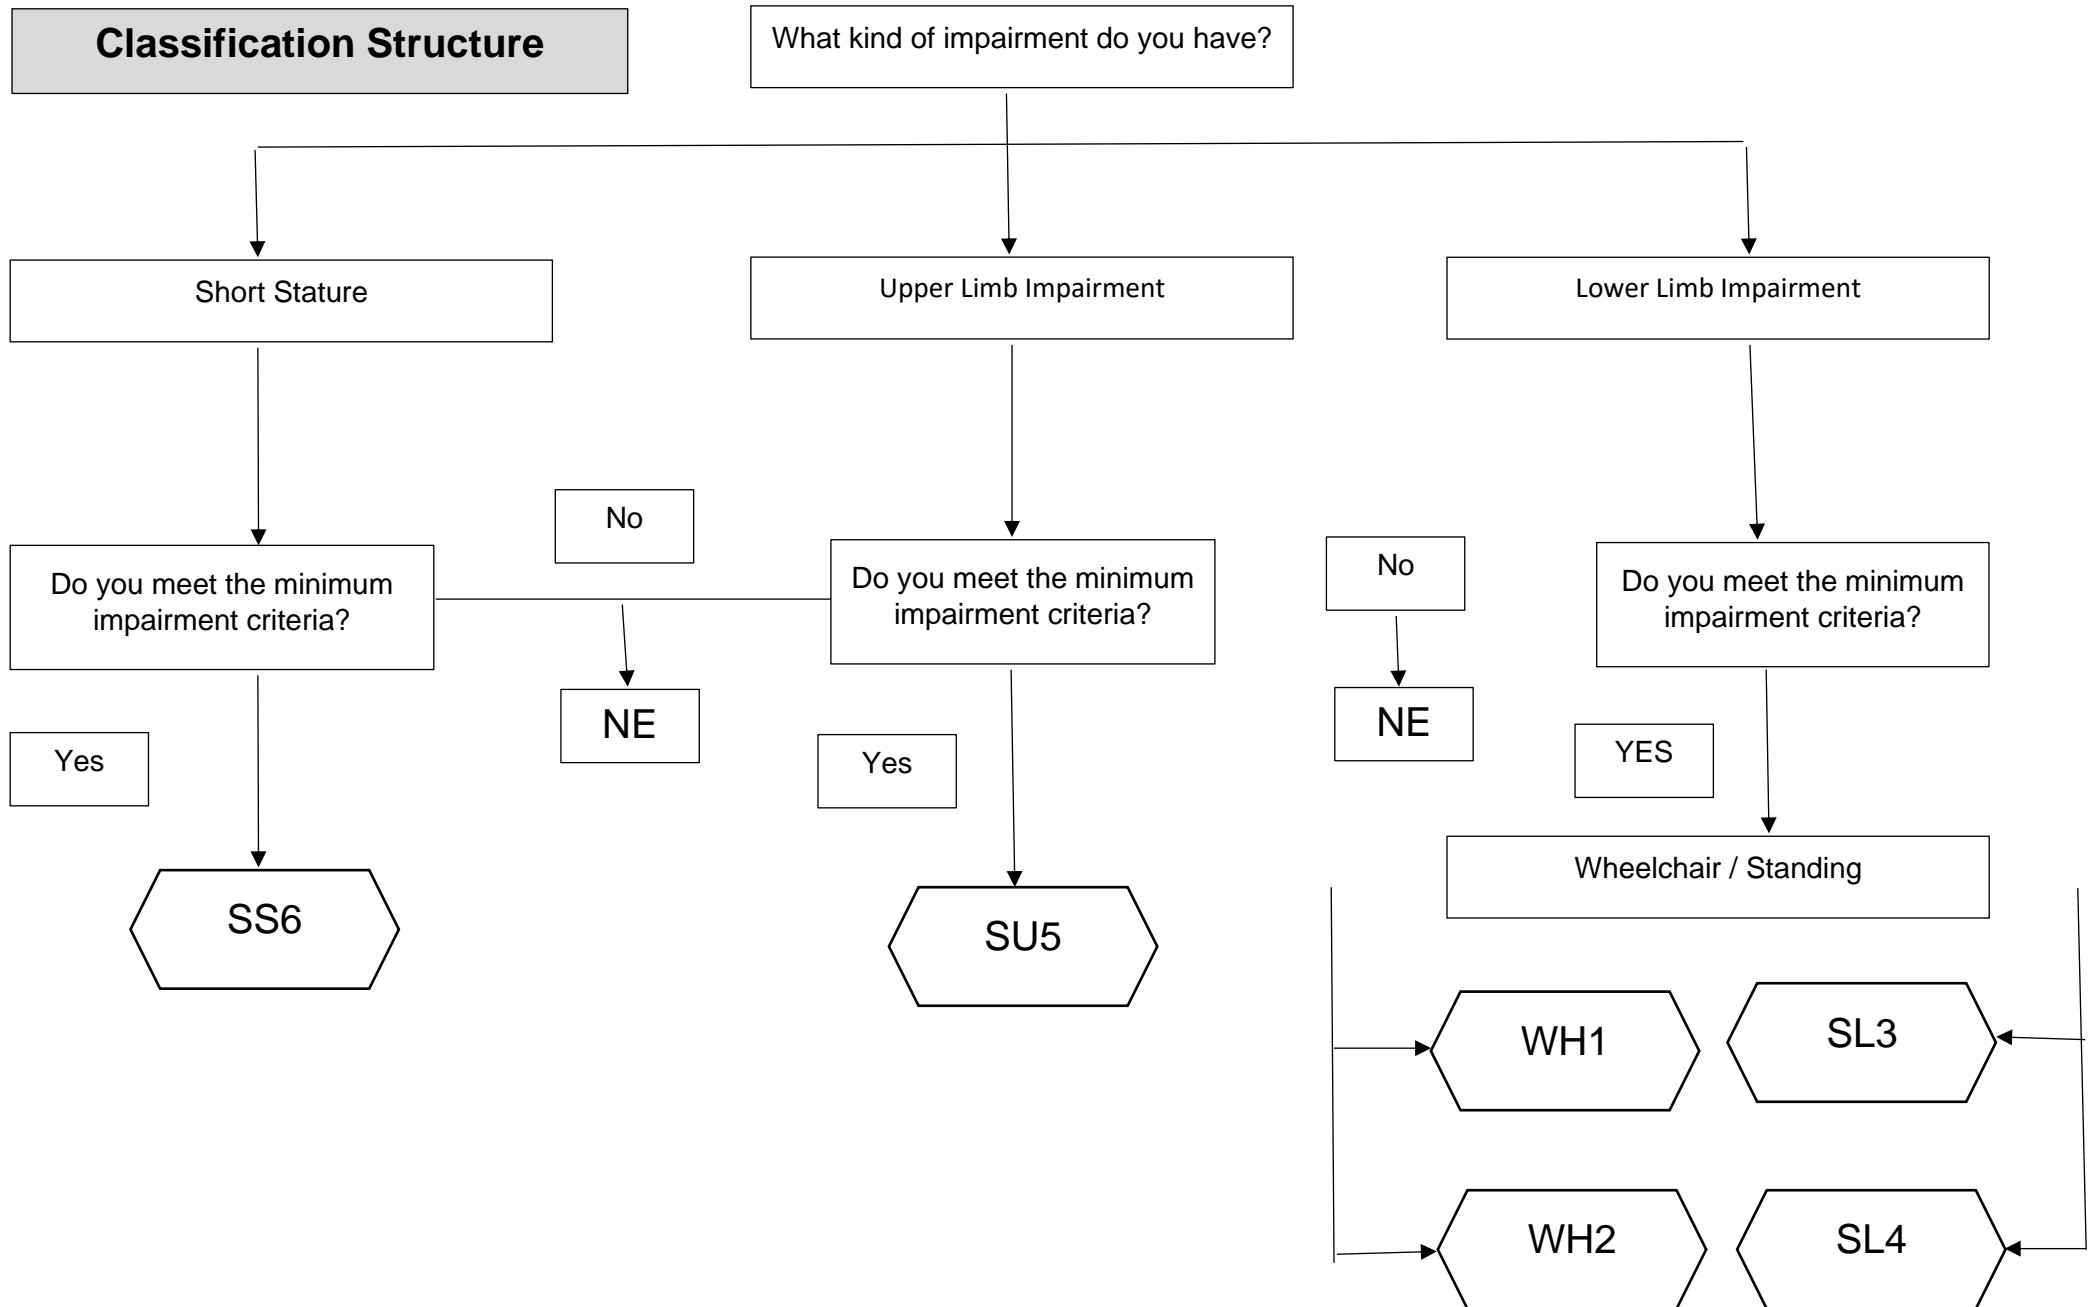 Classification Structure
What kind of impairment do you have?
Short Stature
Upper Limb Impairment
Lower Limb Impairment
No
No
Do you meet the minimum
impairment criteria?
Do you meet the minimum
impairment criteria?
Do you meet the minimum
impairment criteria?
NE
NE
Yes
Yes
YES
Wheelchair / Standing
SS6
SU5
WH1
SL3
WH2
SL4